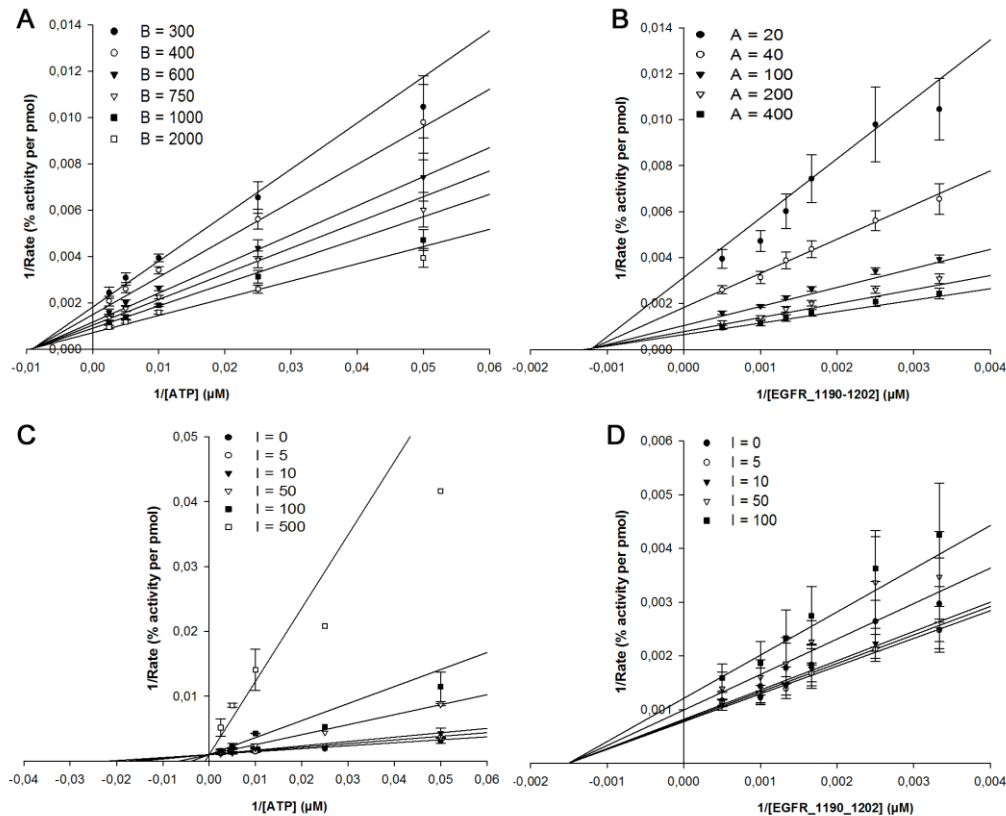 A
B = 300
B = 400
B = 600
B = 750
B = 1000
B = 2000
1/Rate (% activity per pmol)
0,014
0,012
0,010
0,008
0,006
0,004
0,002
0,000
-0,01 0,00 0,01 0,02 0,03 0,04 0,05 0,06
1/[ATP] (µM)
B
A = 20
A = 40
A = 100
A = 200
A = 400
1/Rate (% activity per pmol)
0,014
0,012
0,010
0,008
0,006
0,004
0,002
0,000
-0,002 -0,001 0,000 0,001 0,002 0,003 0,004
1/[EGFR_1190-1202] (µM)
C
I = 0
I = 5
I = 10
I = 50
I = 100
I = 500
1/Rate (% activity per pmol)
0,05
0,04
0,03
0,02
0,01
-0,04 -0,03 -0,02 -0,01 0,00 0,01 0,02 0,03 0,04 0,05 0,06
1/[ATP] (µM)
D
I = 0
I = 5
I = 10
I = 50
I = 100
1/Rate (% activity per pmol)
0,006
0,005
0,004
0,003
0,002
0,001
0,000
-0,002 -0,001 0,000 0,001 0,002 0,003 0,004
1/[EGFR_1190_1202] (µM)